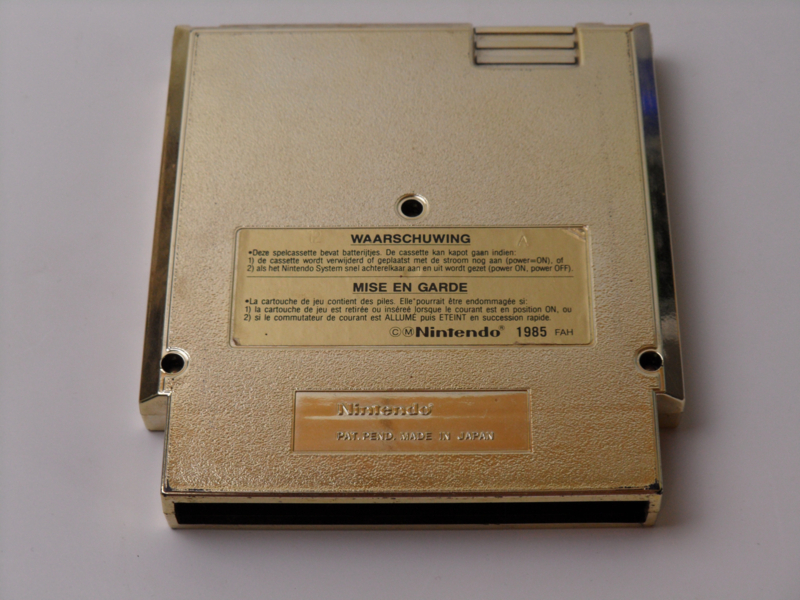 WAARSCHUWING
•Deze spelcassette bevat batterijtjes. De cassette kan kapot gaan indien:
1) de cassette wordt verwijderd of geplaatst met de stroom nog aan (power=ON), of
2) als het Nintendo System snel achterelkaar aan en uit wordt gezet (power ON, power OFF).
MISE EN GARDE
•La cartouche de jeu contient des piles. Elle pourrait être endommagée si:
1) la cartouche de jeu est retirée ou inséreé lorsque le courant est en position ON, ou
2) si le commutateur de courant est ALLUME puis ETEINT en succession rapide.
©Ⓜ Nintendo® 1985 FAH
Nintendo®
PAT. PEND. MADE IN JAPAN